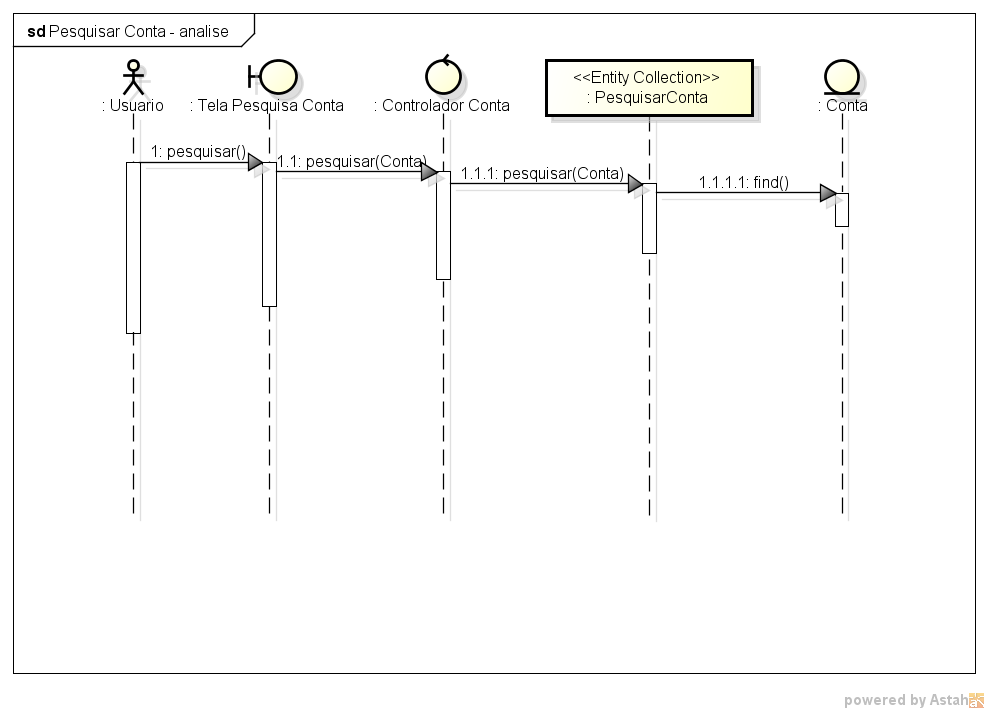 sd Pesquisar Conta - analise
: Usuario
: Tela Pesquisa Conta
: Controlador Conta
<<Entity Collection>>
: PesquisarConta
: Conta
1: pesquisar()
1.1: pesquisar(Conta)
1.1.1: pesquisar(Conta)
1.1.1.1: find()
powered by Astah